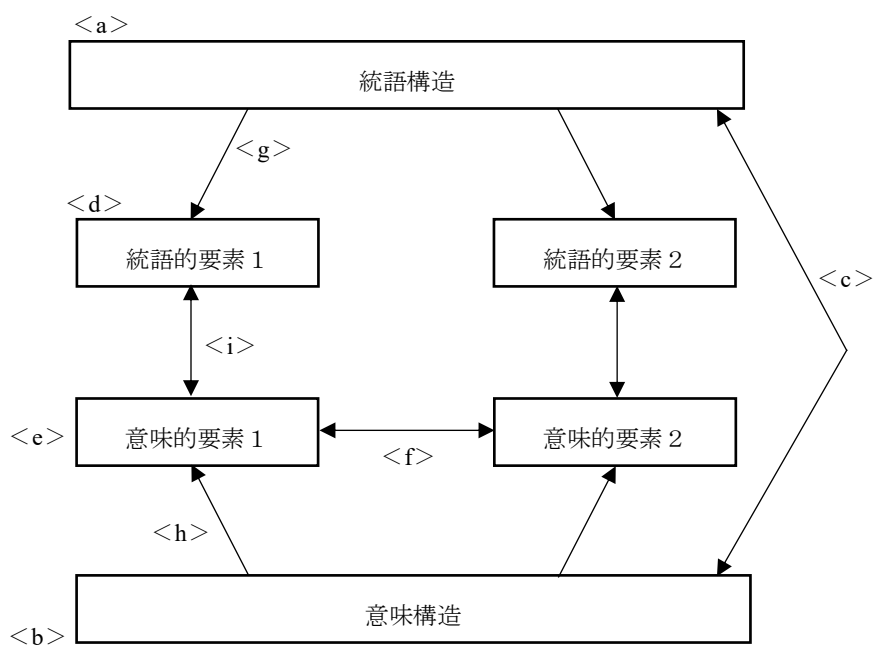 ＜a＞
統語構造
＜g＞
＜d＞
統語的要素１
統語的要素２
＜c＞
＜i＞
＜e＞
意味的要素１
意味的要素２
＜f＞
＜h＞
意味構造
＜b＞